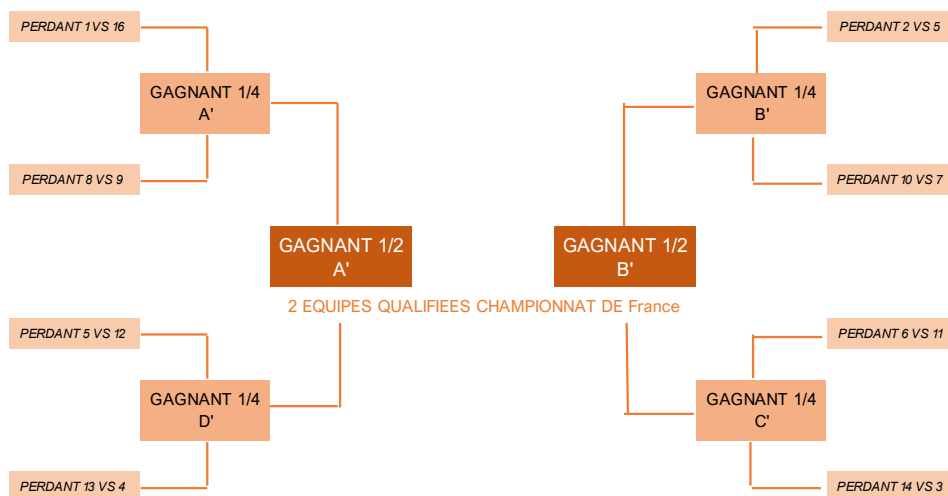 PERDANT 1 VS 16
PERDANT 2 VS 5
GAGNANT 1/4
A'
GAGNANT 1/4
B'
PERDANT 8 VS 9
PERDANT 10 VS 7
GAGNANT 1/2
A'
GAGNANT 1/2
B'
2 EQUIPES QUALIFIEES CHAMPIONNAT DE France
PERDANT 5 VS 12
PERDANT 6 VS 11
GAGNANT 1/4
D'
GAGNANT 1/4
C'
PERDANT 13 VS 4
PERDANT 14 VS 3